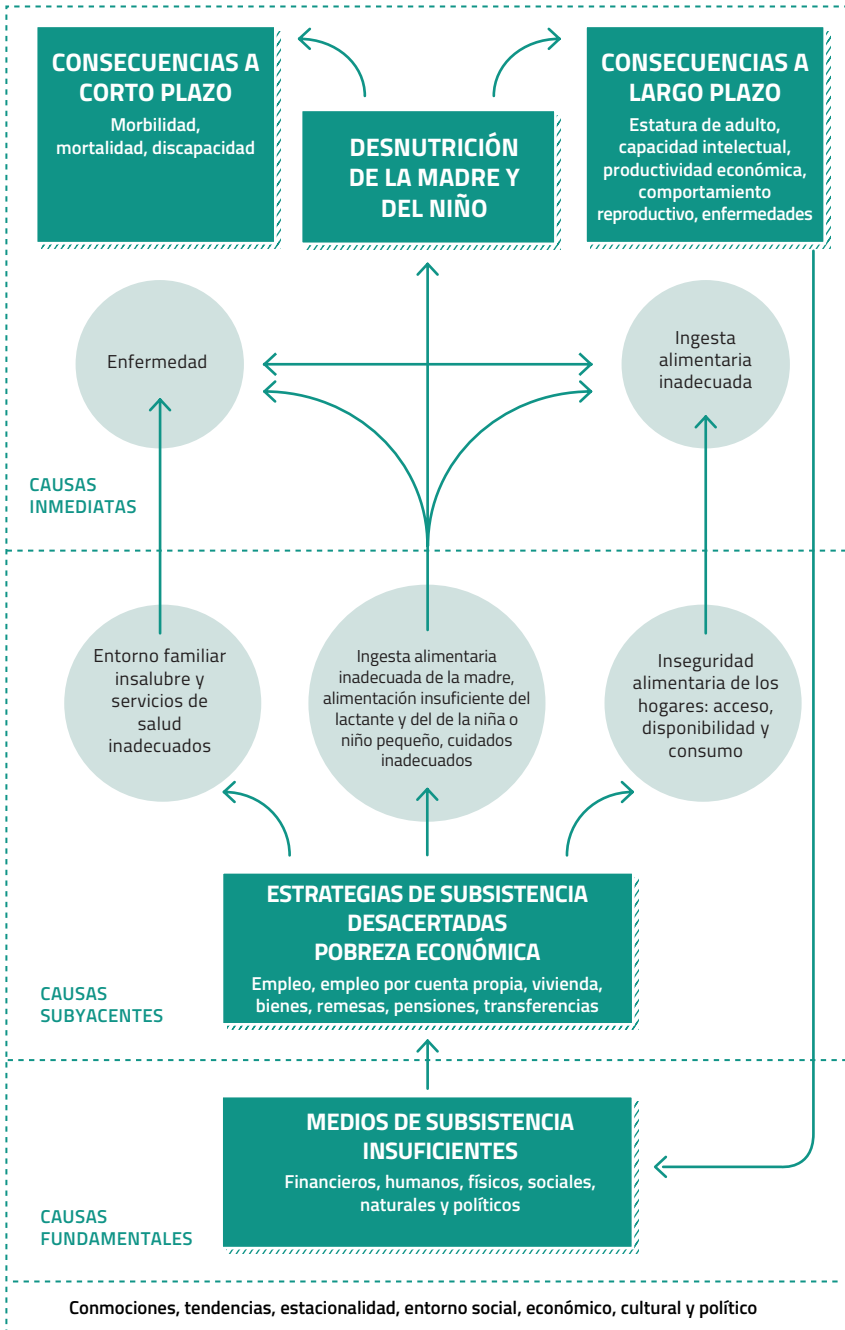 CONSECUENCIAS A
CORTO PLAZO
Morbilidad,
mortalidad, discapacidad
DESNUTRICIÓN
DE LA MADRE Y
DEL NIÑO
CONSECUENCIAS A
LARGO PLAZO
Estatura de adulto,
capacidad intelectual,
productividad económica,
comportamiento
reproductivo, enfermedades
Enfermedad
Ingesta
alimentaria
inadecuada
CAUSAS
INMEDIATAS
Entorno familiar
insalubre y
servicios de
salud
inadecuados
Ingesta alimentaria
inadecuada de la madre,
alimentación insuficiente del
lactante y del de la niña o
niño pequeño, cuidados
inadecuados
Inseguridad
alimentaria de los
hogares: acceso,
disponibilidad y
consumo
ESTRATEGIAS DE SUBSISTENCIA
DESACERTADAS
POBREZA ECONÓMICA
Empleo, empleo por cuenta propia, vivienda,
bienes, remesas, pensiones, transferencias
CAUSAS
SUBYACENTES
MEDIOS DE SUBSISTENCIA
INSUFICIENTES
Financieros, humanos, físicos, sociales,
naturales y políticos
CAUSAS
FUNDAMENTALES
Conmociones, tendencias, estacionalidad, entorno social, económico, cultural y político